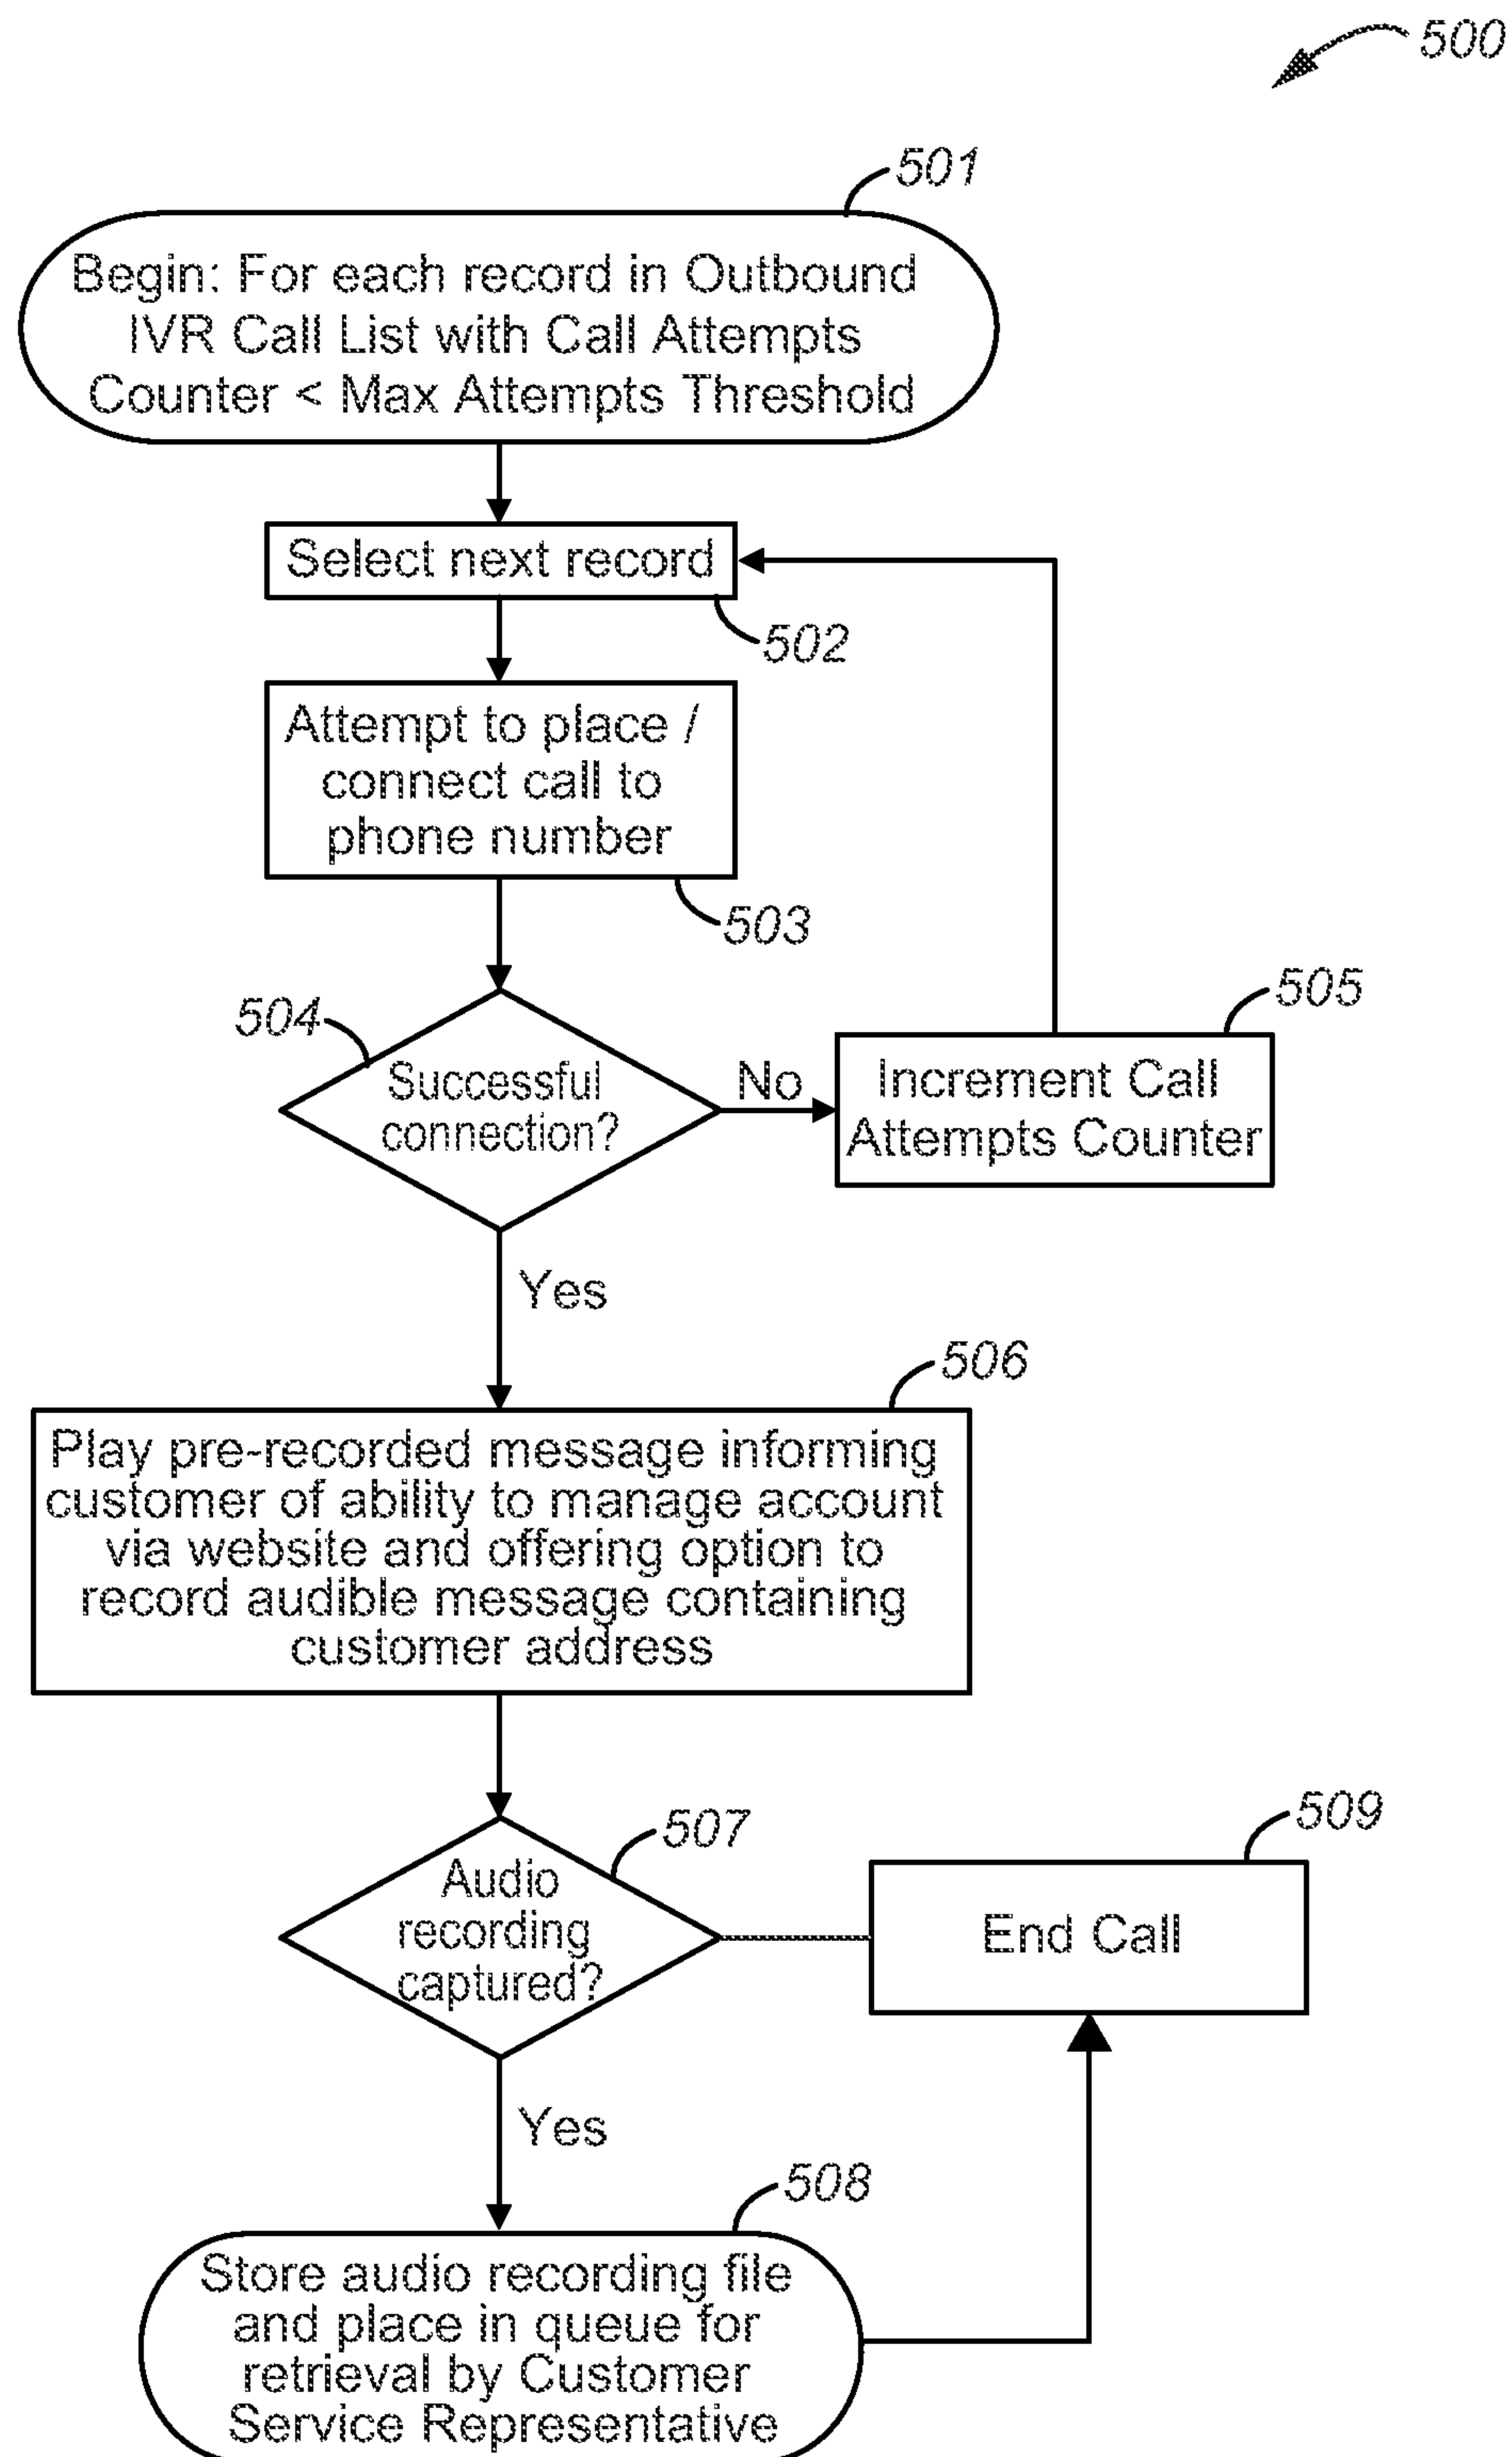 500
501
Begin: For each record in Outbound
IVR Call List with Call Attempts
Counter < Max Attempts Threshold
Select next record
502
Attempt to place /
connect call to
phone number
503
504
Successful
connection?
No
505
Increment Call
Attempts Counter
Yes
506
Play pre-recorded message informing
customer of ability to manage account
via website and offering option to
record audible message containing
customer address
507
Audio
recording
captured?
509
End Call
Yes
508
Store audio recording file
and place in queue for
retrieval by Customer
Service Representative